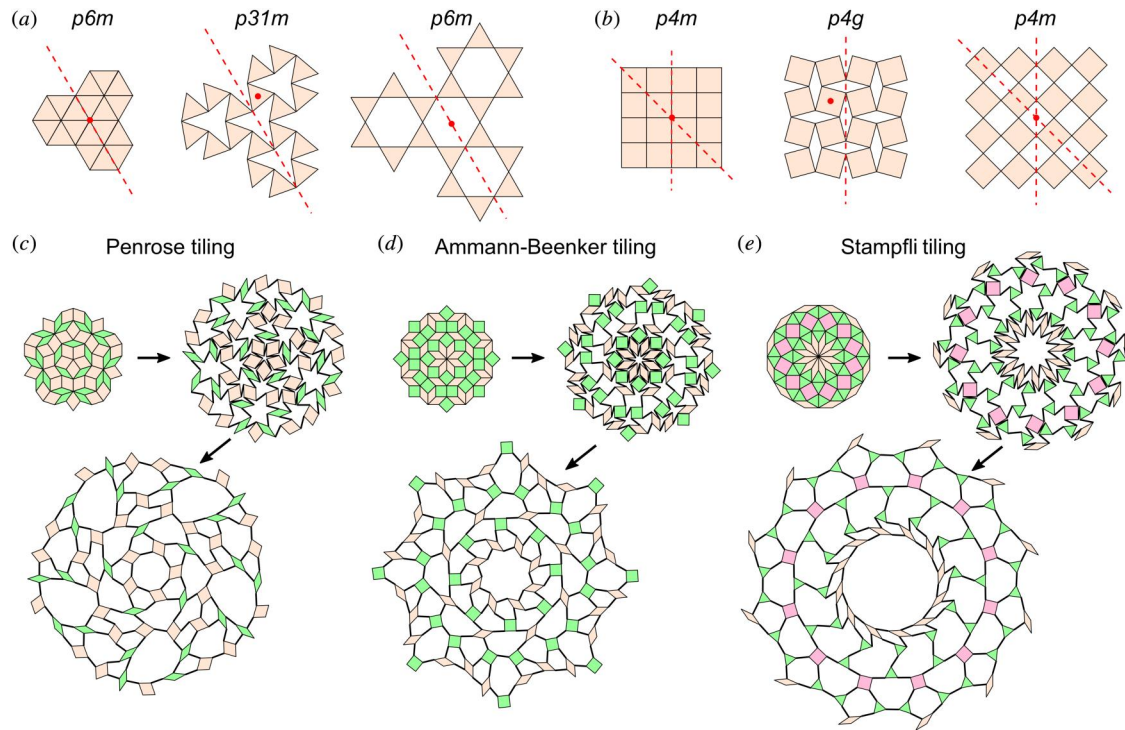 (a) p6m p31m p6m (b) p4m p4g p4m
(c) Penrose tiling (d) Ammann-Beenker tiling (e) Stampfli tiling